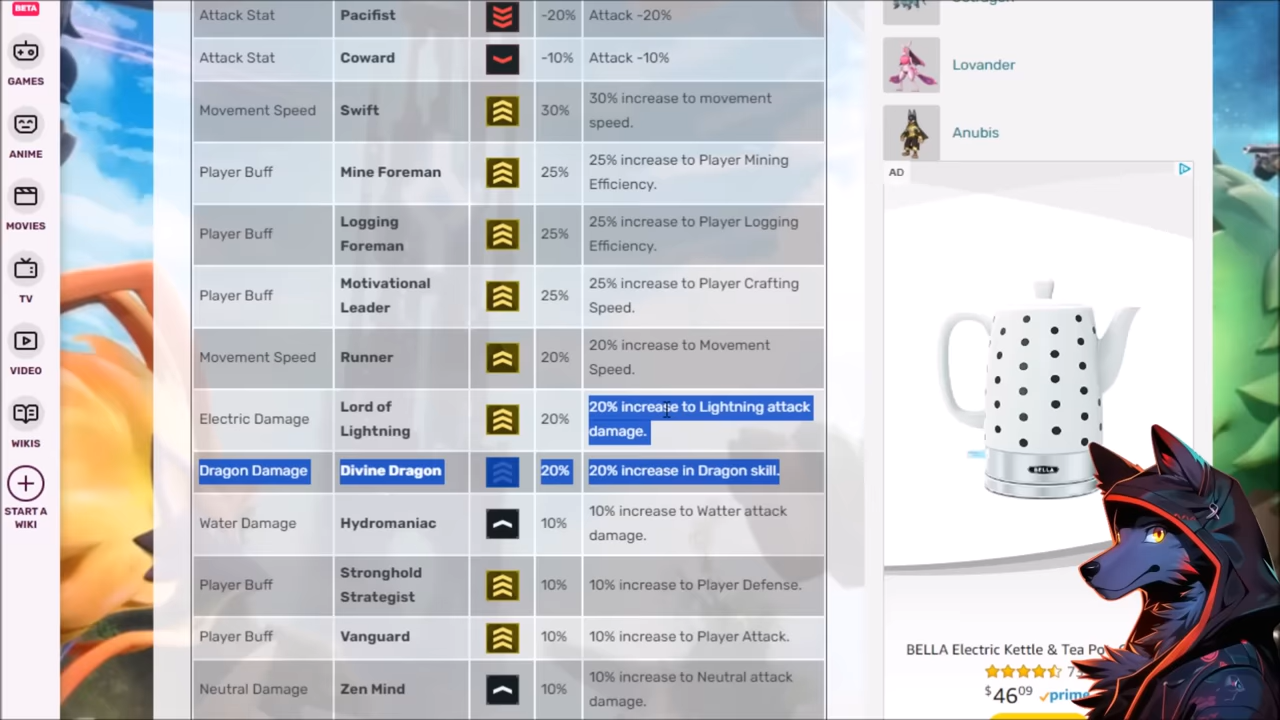 BETA
GAMES
ANIME
MOVIES
TV
VIDEO
WIKIS
START A
WIKI
Attack Stat Pacifist -20% Attack -20%
Attack Stat Coward -10% Attack -10%
Movement Speed Swift 30% 30% increase to movement
speed.
Player Buff Mine Foreman 25% 25% increase to Player Mining
Efficiency.
Player Buff Logging
Foreman 25% 25% increase to Player Logging
Efficiency.
Player Buff Motivational
Leader 25% 25% increase to Player Crafting
Speed.
Movement Speed Runner 20% 20% increase to Movement
Speed.
Electric Damage Lord of
Lightning 20% 20% increase to Lightning attack
damage.
Dragon Damage Divine Dragon 20% 20% increase in Dragon skill.
Water Damage Hydromaniac 10% 10% increase to Watter attack
damage.
Player Buff Stronghold
Strategist 10% 10% increase to Player Defense.
Player Buff Vanguard 10% 10% increase to Player Attack.
Neutral Damage Zen Mind 10% 10% increase to Neutral attack
damage.
Lovander
Anubis
AD
BELLA
BELLA Electric Kettle & Tea
$46.09 prime